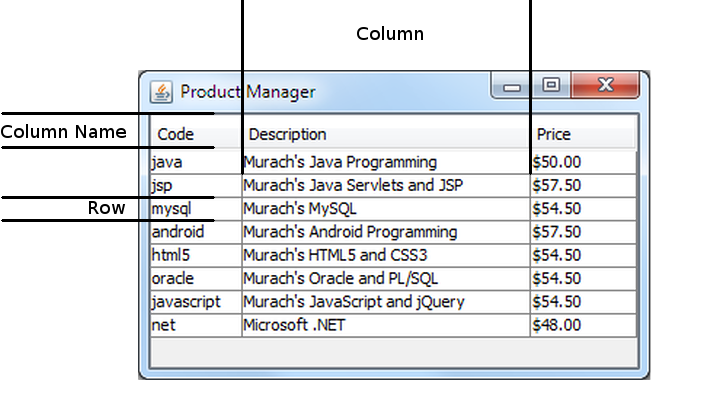 Column
Product Manager
Column Name
Code Description Price
java Murach's Java Programming $50.00
jsp Murach's Java Servlets and JSP $57.50
Row
mysql Murach's MySQL $54.50
android Murach's Android Programming $57.50
html5 Murach's HTML5 and CSS3 $54.50
oracle Murach's Oracle and PL/SQL $54.50
javascript Murach's JavaScript and jQuery $54.50
net Microsoft .NET $48.00